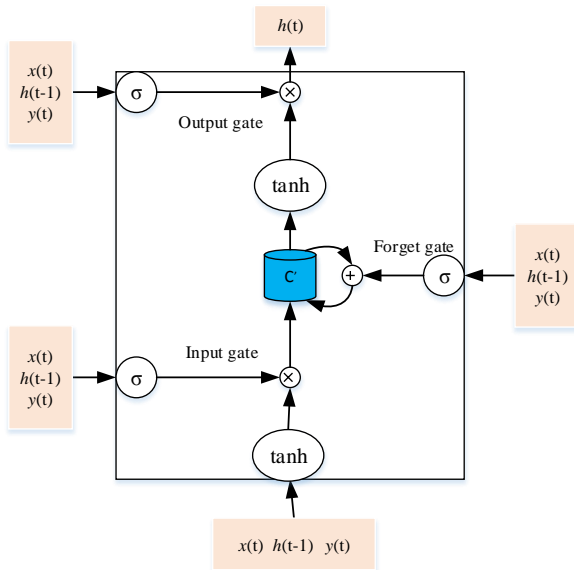 h(t)
x(t)
h(t-1)
y(t)
σ
×
Output gate
tanh
Forget gate
C'
+
σ
x(t)
h(t-1)
y(t)
x(t)
h(t-1)
y(t)
σ
Input gate
×
tanh
x(t) h(t-1) y(t)